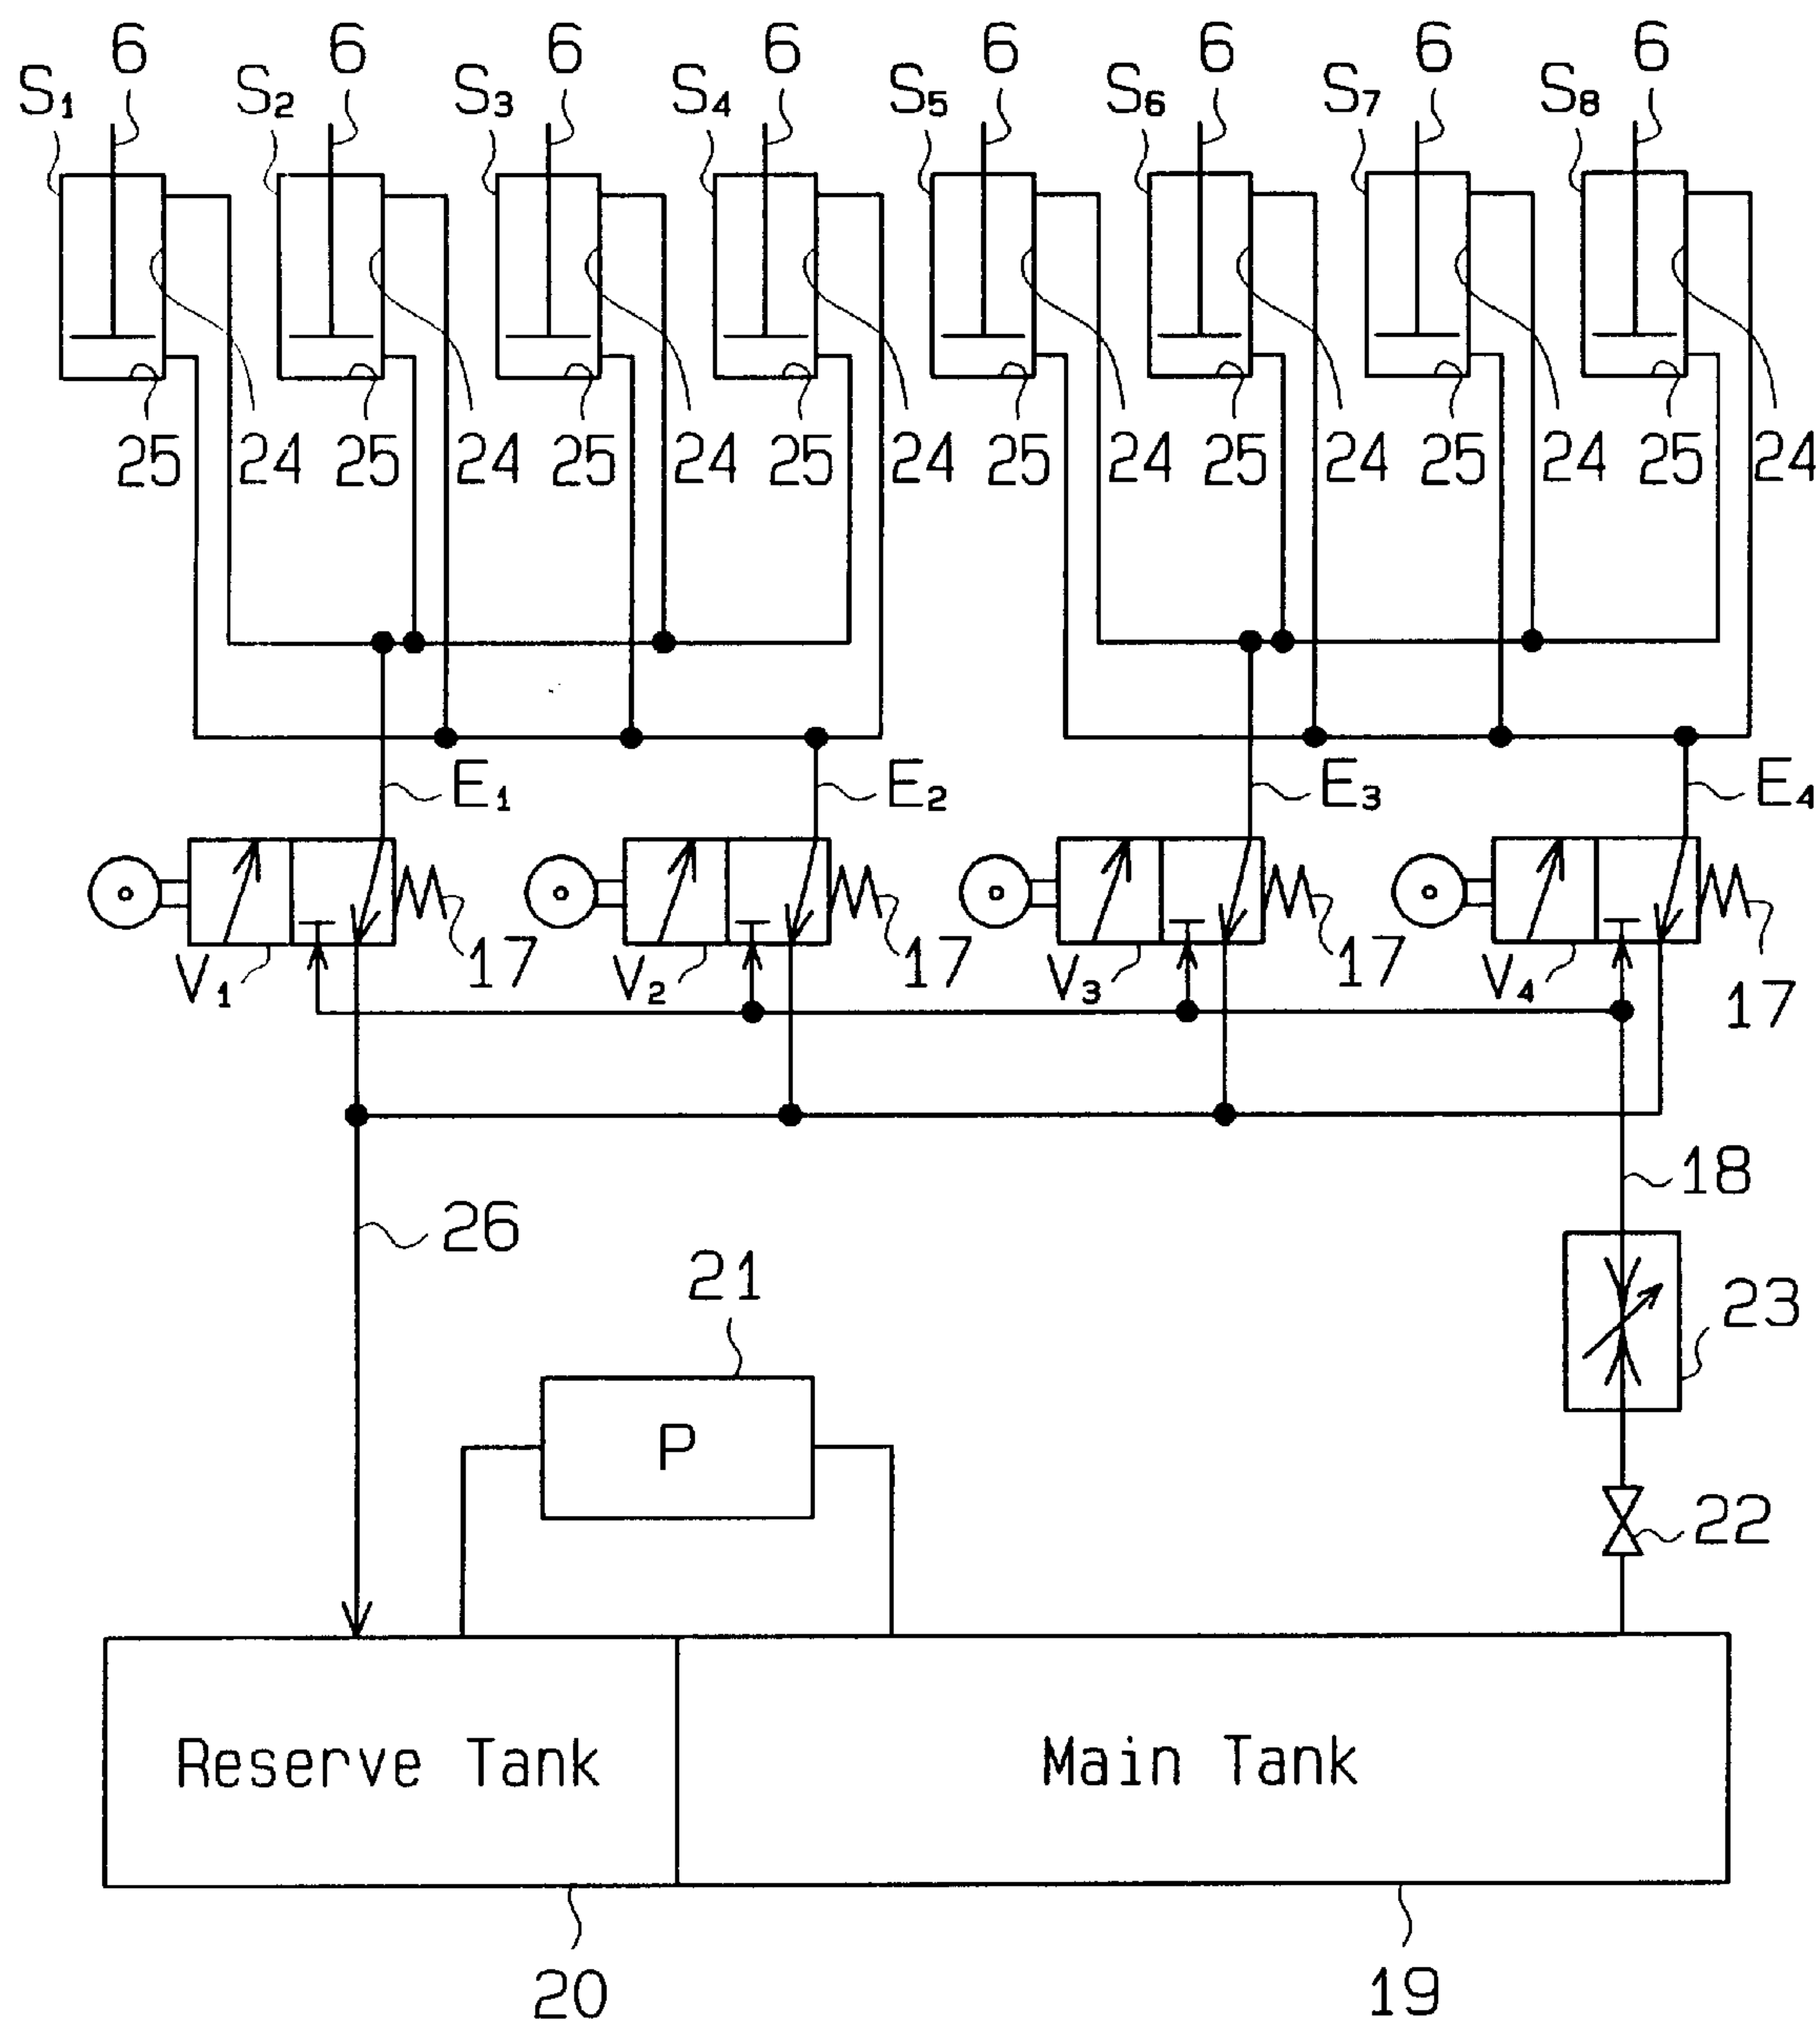 6 6 6 6 6 6 6 6
S1 S2 S3 S4 S5 S6 S7 S8
25 24 25 24 25 24 25 24 25 24 25 24 25 24 25 24
E1 E2 E3 E4
V1 17 V2 17 V3 17 V4 17
18
26
21
23
P
22
Reserve Tank Main Tank
20 19